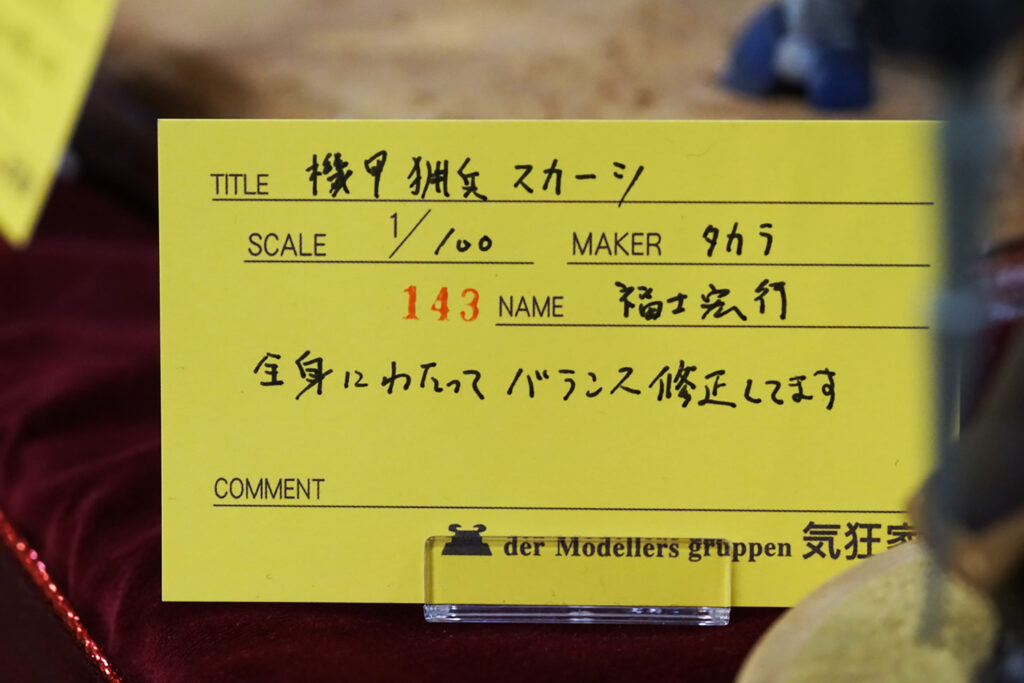 TITLE 機甲猟兵 スカーシ
SCALE 1/100 MAKER タカラ
143 NAME 福士宏行
全身にわたって バランス修正してます
COMMENT
der Modellers gruppen 気狂家